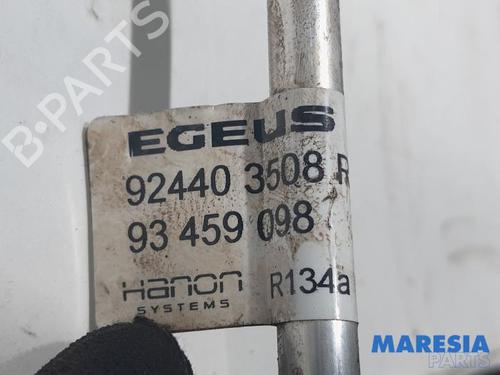 B-PARTS
EGEUS
92440 3508 R
93 459 098
Hanon
SYSTEMS
R134a
MARESIA
PARTS